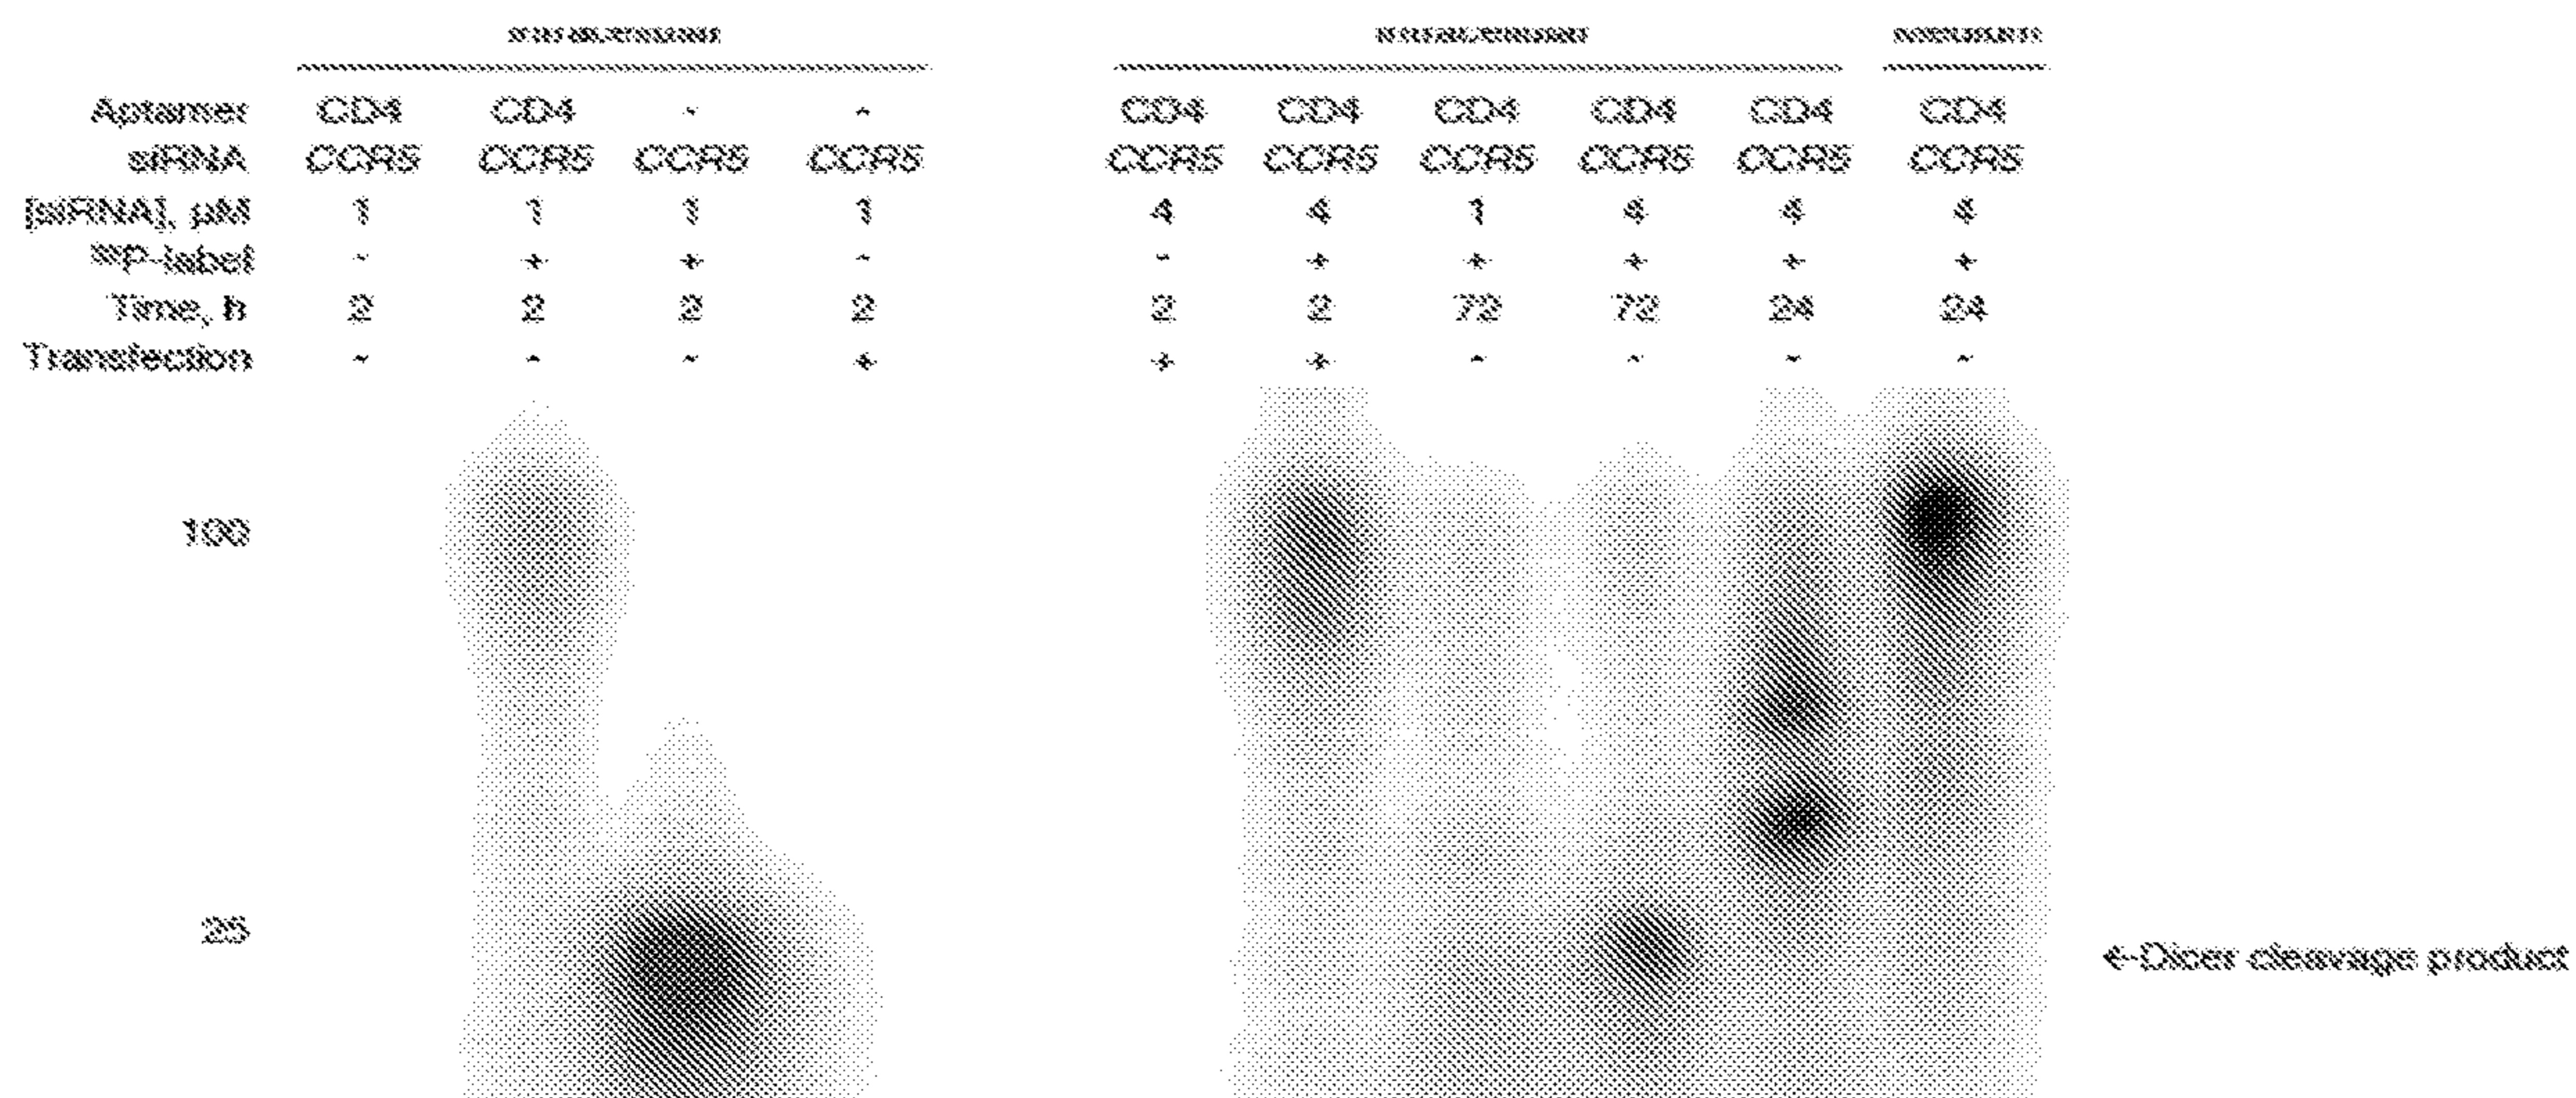 Aptamer CD4 CD4 - - CD4 CD4 CD4 CD4 CD4 CD4
siRNA CCR5 CCR5 CCR5 CCR5 CCR5 CCR5 CCR5 CCR5 CCR5 CCR5
[siRNA], µM 1 1 1 1 4 4 1 4 4 4
P-label - + + - - + + + + +
Time, h 2 2 2 2 2 2 72 72 24 24
Transfection - - - + + + - - - -
100
25
←Dicer cleavage product